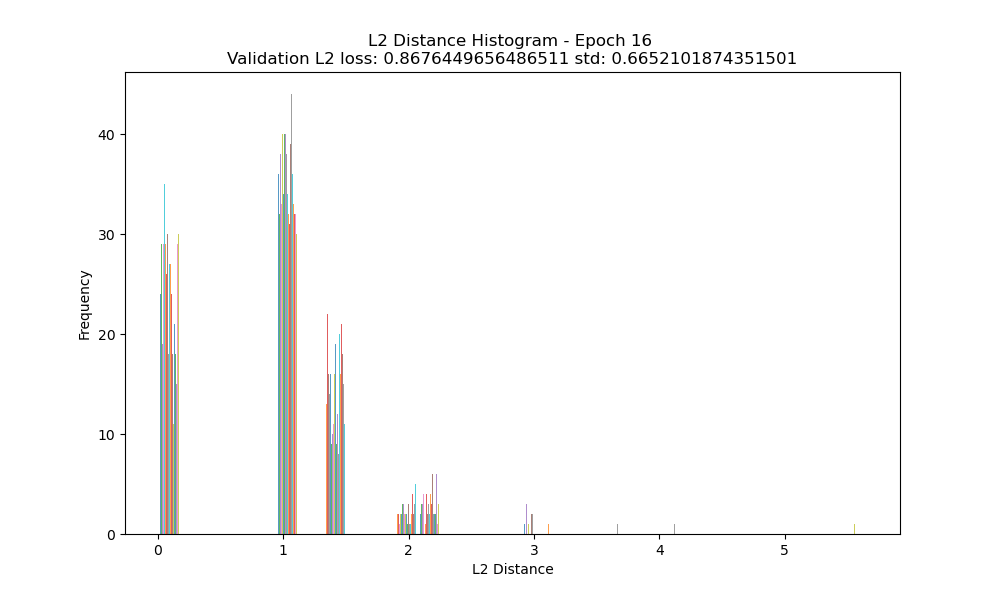 L2 Distance Histogram - Epoch 16
Validation L2 loss: 0.8676449656486511 std: 0.6652101874351501
Frequency
40
30
20
10
0
0 1 2 3 4 5
L2 Distance